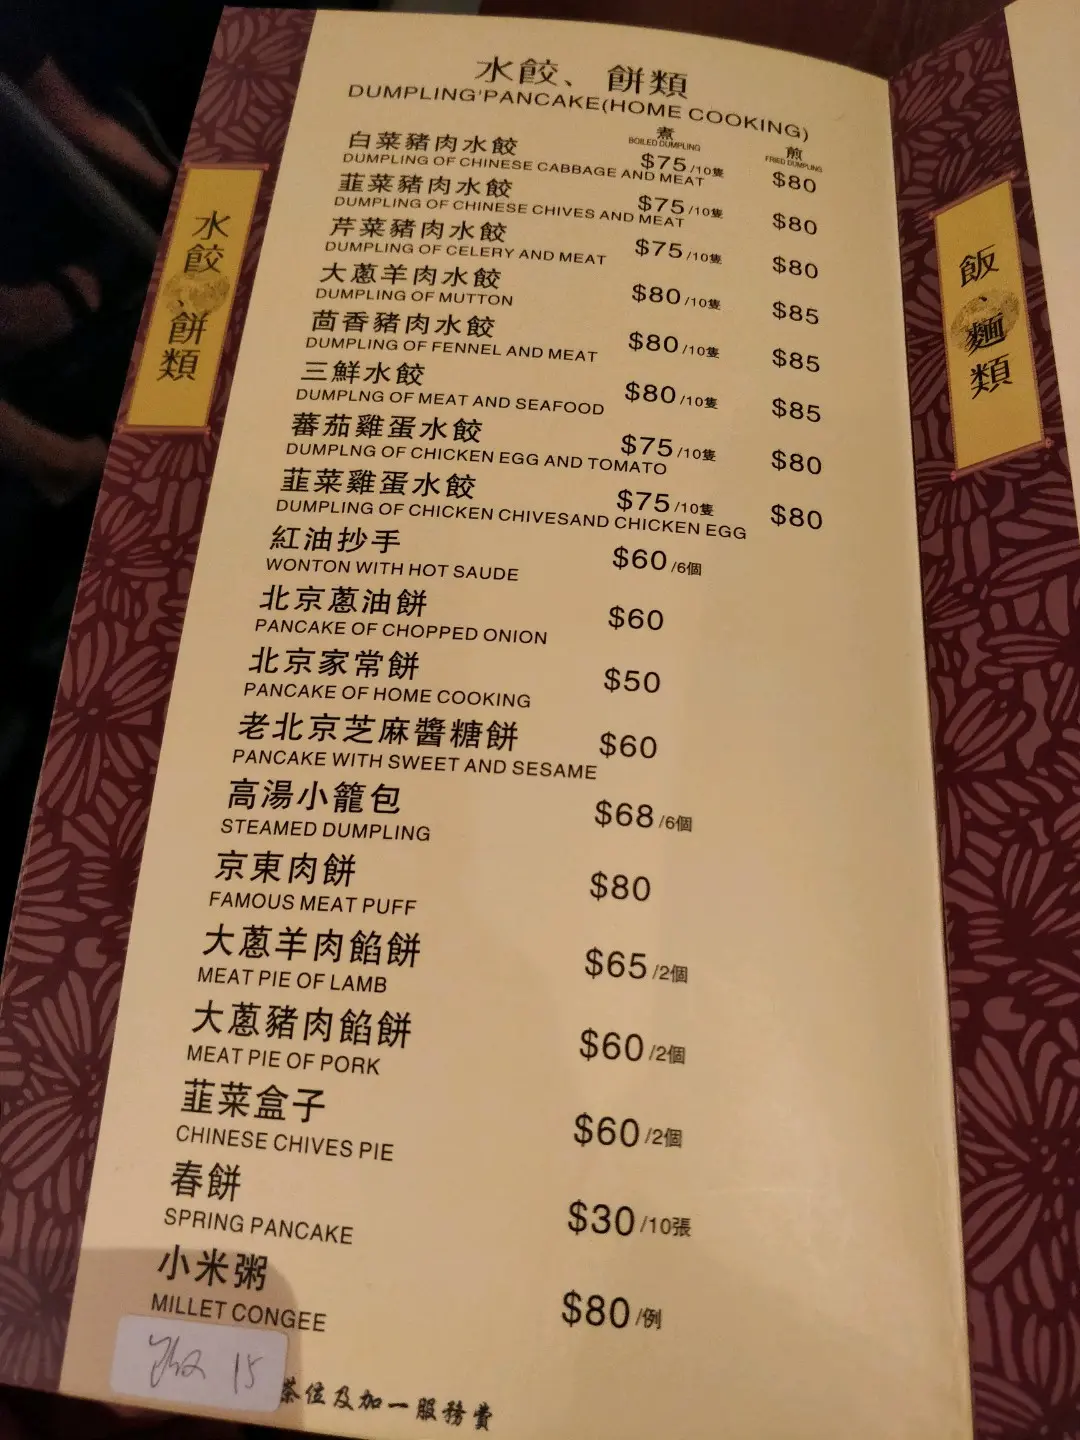 水餃、餅類
DUMPLING'PANCAKE(HOME COOKING)
煮
BOILED DUMPLING
煎
FRIED DUMPLING
白菜豬肉水餃 $75/10隻 $80
DUMPLING OF CHINESE CABBAGE AND MEAT
韮菜豬肉水餃 $75/10隻 $80
DUMPLING OF CHINESE CHIVES AND MEAT
芹菜豬肉水餃 $75/10隻 $80
DUMPLING OF CELERY AND MEAT
大蔥羊肉水餃 $80/10隻 $85
DUMPLING OF MUTTON
茴香豬肉水餃 $80/10隻 $85
DUMPLING OF FENNEL AND MEAT
三鮮水餃 $80/10隻 $85
DUMPLNG OF MEAT AND SEAFOOD
蕃茄雞蛋水餃 $75/10隻 $80
DUMPLNG OF CHICKEN EGG AND TOMATO
韮菜雞蛋水餃 $75/10隻 $80
DUMPLING OF CHICKEN CHIVESAND CHICKEN EGG
紅油抄手 $60/6個
WONTON WITH HOT SAUDE
北京蔥油餅 $60
PANCAKE OF CHOPPED ONION
北京家常餅 $50
PANCAKE OF HOME COOKING
老北京芝麻醬糖餅 $60
PANCAKE WITH SWEET AND SESAME
高湯小籠包 $68/6個
STEAMED DUMPLING
京東肉餅 $80
FAMOUS MEAT PUFF
大蔥羊肉餡餅 $65/2個
MEAT PIE OF LAMB
大蔥豬肉餡餅 $60/2個
MEAT PIE OF PORK
韮菜盒子 $60/2個
CHINESE CHIVES PIE
春餅 $30/10張
SPRING PANCAKE
小米粥 $80/例
MILLET CONGEE
15
茶位及加一服務費
水餃、餅類
飯、麵類